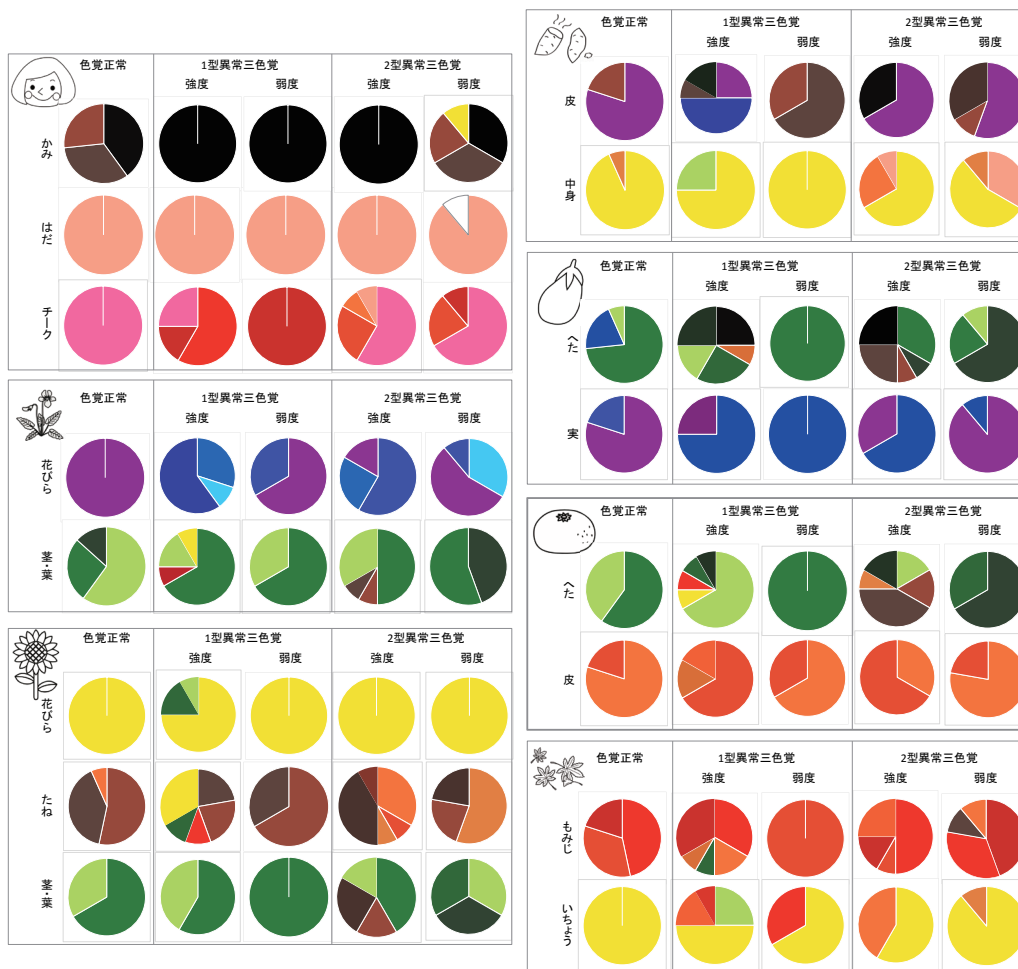 色覚正常 1型異常三色覚 2型異常三色覚
強度 弱度 強度 弱度
かみ
はだ
チーク
色覚正常 1型異常三色覚 2型異常三色覚
強度 弱度 強度 弱度
花びら
茎・葉
色覚正常 1型異常三色覚 2型異常三色覚
強度 弱度 強度 弱度
花びら
たね
茎・葉
色覚正常 1型異常三色覚 2型異常三色覚
強度 弱度 強度 弱度
皮
中身
色覚正常 1型異常三色覚 2型異常三色覚
強度 弱度 強度 弱度
へた
実
色覚正常 1型異常三色覚 2型異常三色覚
強度 弱度 強度 弱度
へた
皮
色覚正常 1型異常三色覚 2型異常三色覚
強度 弱度 強度 弱度
もみじ
いちょう